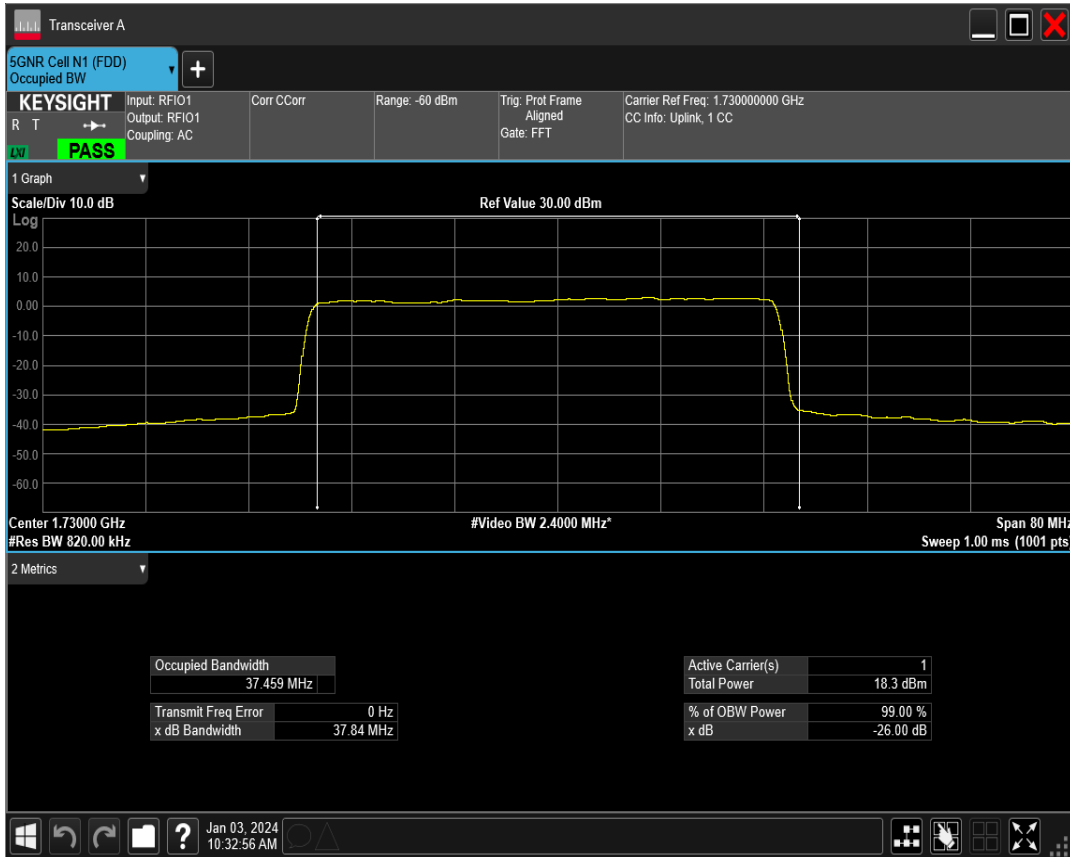 Transceiver A
5GNR Cell N1 (FDD)
Occupied BW
+
KEYSIGHT
R T
LXI
PASS
Input: RFIO1
Output: RFIO1
Coupling: AC
Corr CCorr
Range: -60 dBm
Trig: Prot Frame
Aligned
Gate: FFT
Carrier Ref Freq: 1.730000000 GHz
CC Info: Uplink, 1 CC
1 Graph
Scale/Div 10.0 dB
Ref Value 30.00 dBm
Log
20.0
10.0
0.00
-10.0
-20.0
-30.0
-40.0
-50.0
-60.0
Center 1.73000 GHz
#Video BW 2.4000 MHz*
Span 80 MHz
#Res BW 820.00 kHz
Sweep 1.00 ms (1001 pts)
2 Metrics
Occupied Bandwidth
37.459 MHz
Transmit Freq Error 0 Hz
x dB Bandwidth 37.84 MHz
Active Carrier(s) 1
Total Power 18.3 dBm
% of OBW Power 99.00 %
x dB -26.00 dB
?
Jan 03, 2024
10:32:56 AM